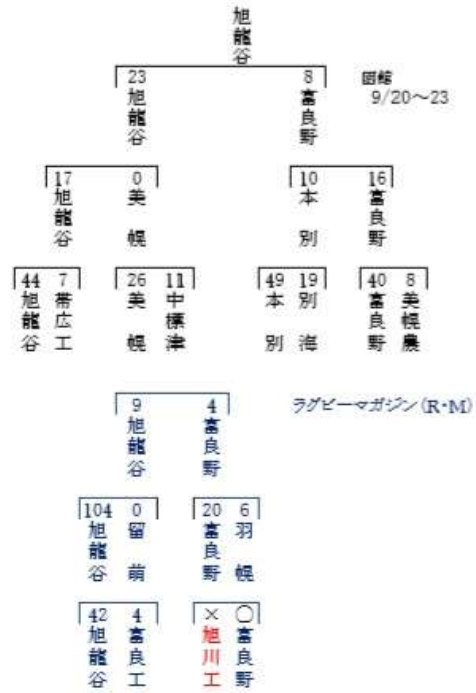 旭龍谷
23 8
旭龍谷 富良野
函館
9/20～23
17 0
旭龍谷 美幌
10 16
本別 富良野
44 7
旭龍谷 帯広工
26 11
美幌 中標津
49 19
本別 別海
40 8
富良野 美幌農
9 4
旭龍谷 富良野
ラグビーマガジン(R・M)
104 0
旭龍谷 留萌
20 6
富良野 羽幌
42 4
旭龍谷 富良工
× ○
旭川工 富良野